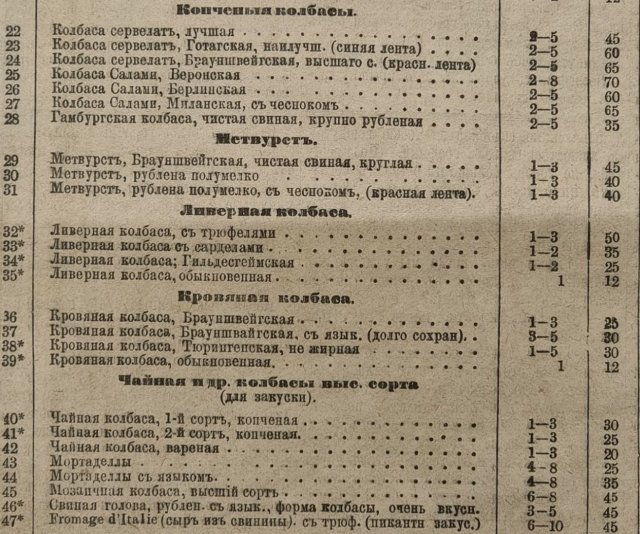 Копченыя колбасы.
22 Колбаса сервелатъ, лучшая 2—5 45
23 Колбаса сервелатъ, Готагская, наилучш. (синяя лента) 2—5 60
24 Колбаса сервелатъ, Брауншвейгская, высшаго с. (красн. лента) 2—5 65
25 Колбаса Салями, Веронская 2—8 70
26 Колбаса Салями, Берлинская 2—5 60
27 Колбаса Салями, Миланская, съ чеснокомъ 2—5 65
28 Гамбургская колбаса, чистая свиная, крупно рубленая 2—5 35
Метвурстъ.
29 Метвурстъ, Брауншвейгская, чистая свиная, круглая 1—3 45
30 Метвурстъ, рублена полумелко 1—3 40
31 Метвурстъ, рублена полумелко, съ чеснокомъ, (красная лента). 1—3 40
Ливерная колбаса.
32* Ливерная колбаса, съ трюфелями 1—3 50
33* Ливерная колбаса съ сарделами 1—2 35
34* Ливерная колбаса; Гильдесгеймская 1—2 25
35* Ливерная колбаса, обыкновенная. 1 12
Кровяная колбаса.
36 Кровяная колбаса, Брауншвейгская 1—3 25
37 Кровяная колбаса, Брауншвайгская, съ язык. (долго сохран). 3—5 30
38* Кровяная колбаса, Тюрингенская, не жирная 1—5 30
39* Кровяная колбаса, обыкновенная. 1 12
Чайная и др. колбасы выс. сорта
(для закуски).
40* Чайная колбаса, 1-й сортъ, копченая 1—3 30
41* Чайная колбаса, 2-й сортъ, копченая. 1—3 25
42 Чайная колбаса, вареная 1—3 20
43 Мортаделлы 4—8 25
44 Мортаделлы съ языкомъ 4—8 35
45 Мозаичная колбаса, высшій сортъ 6—8 45
46* Свиная голова, рублен. съ язык., форма колбасы, очень вкусн. 3—5 45
47* Fromage d'Italie (сыръ изъ свинины). съ трюф. (пикантн закус.) 6—10 45